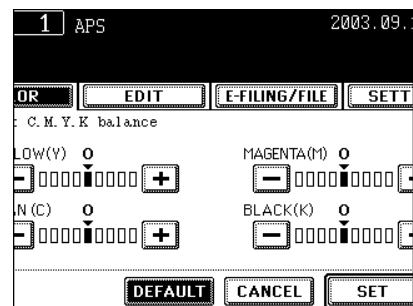 1 APS 2003.09.
OR EDIT E-FILING/FILE SETT
: C.M.Y.K balance
LOW(Y) 0 MAGENTA(M) 0
N(C) 0 BLACK(K) 0
DEFAULT CANCEL SET